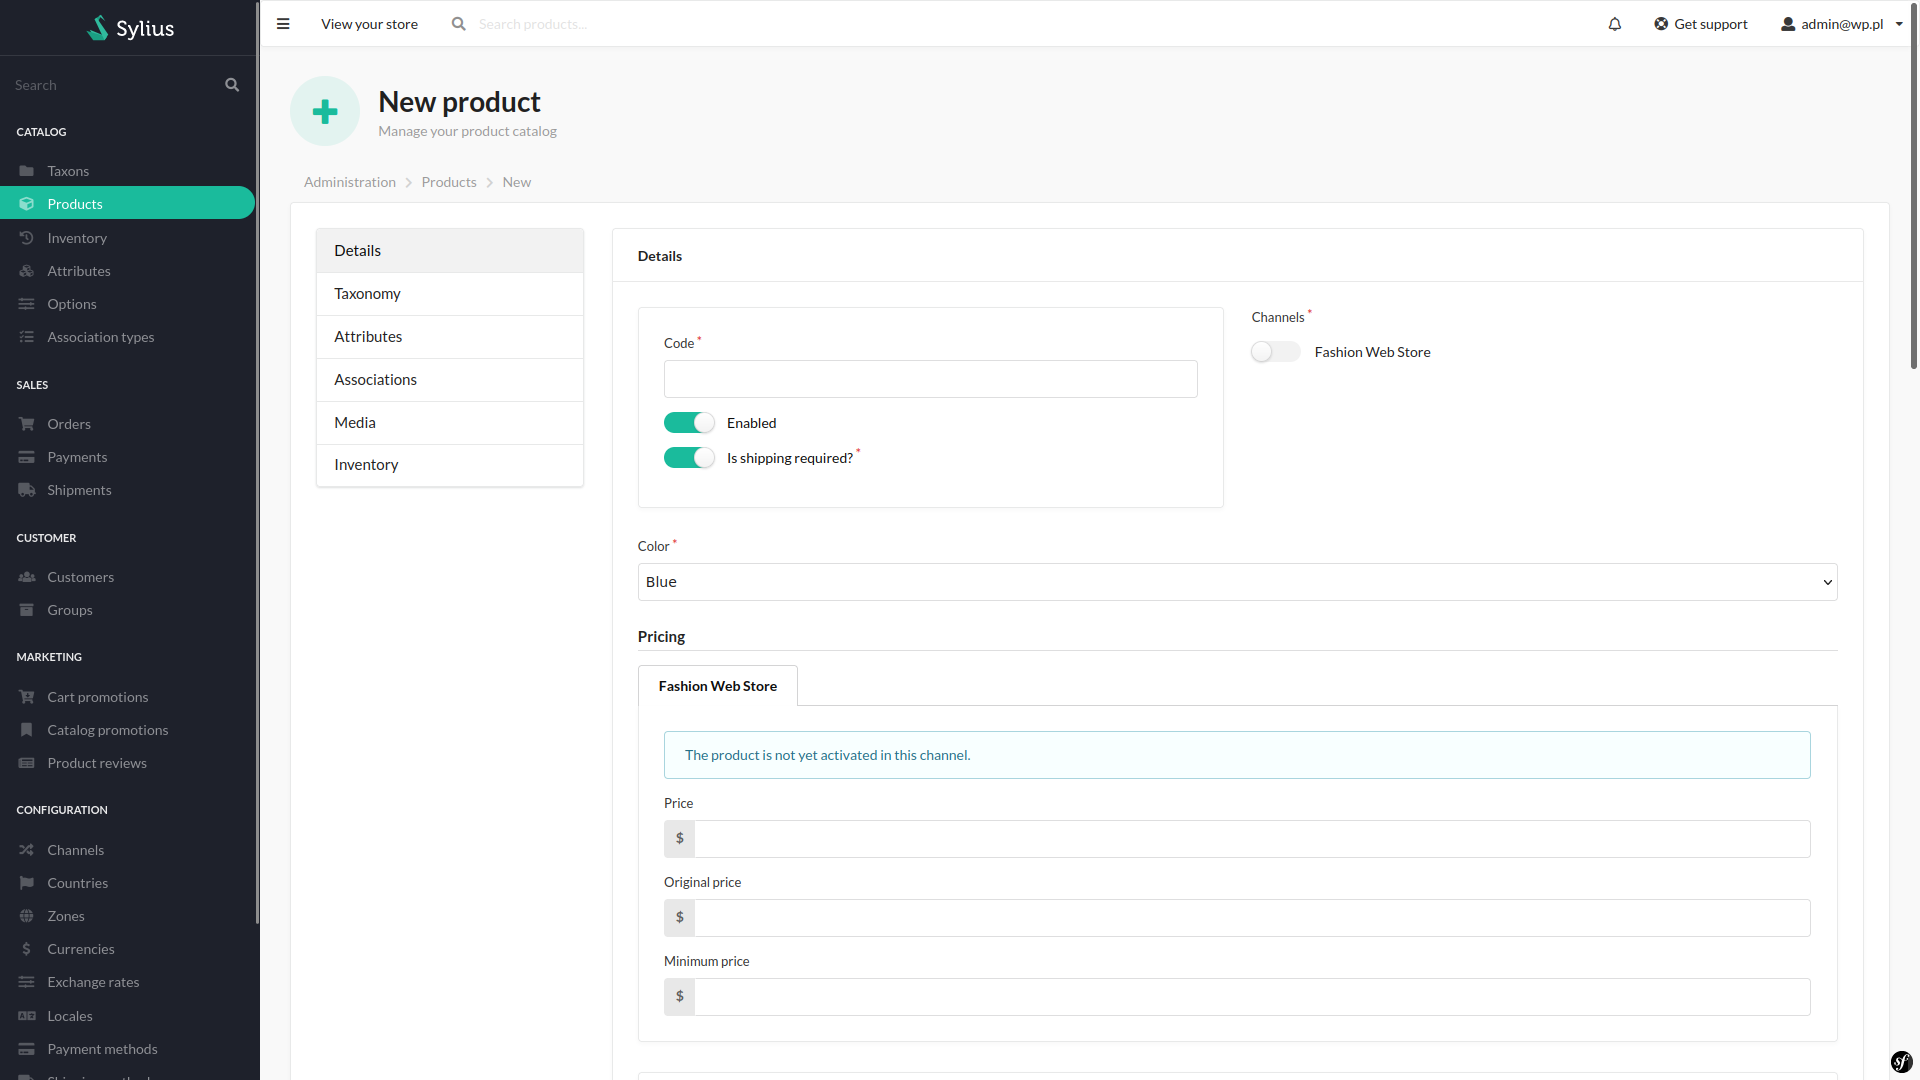 Sylius
View your store
Search products...
Get support
admin@wp.pl
Search
CATALOG
Taxons
Products
Inventory
Attributes
Options
Association types
SALES
Orders
Payments
Shipments
CUSTOMER
Customers
Groups
MARKETING
Cart promotions
Catalog promotions
Product reviews
CONFIGURATION
Channels
Countries
Zones
Currencies
Exchange rates
Locales
Payment methods
New product
Manage your product catalog
Administration
Products
New
Details
Taxonomy
Attributes
Associations
Media
Inventory
Details
Code *
Enabled
Is shipping required? *
Channels *
Fashion Web Store
Color *
Blue
Pricing
Fashion Web Store
The product is not yet activated in this channel.
Price
$
Original price
$
Minimum price
$
sf